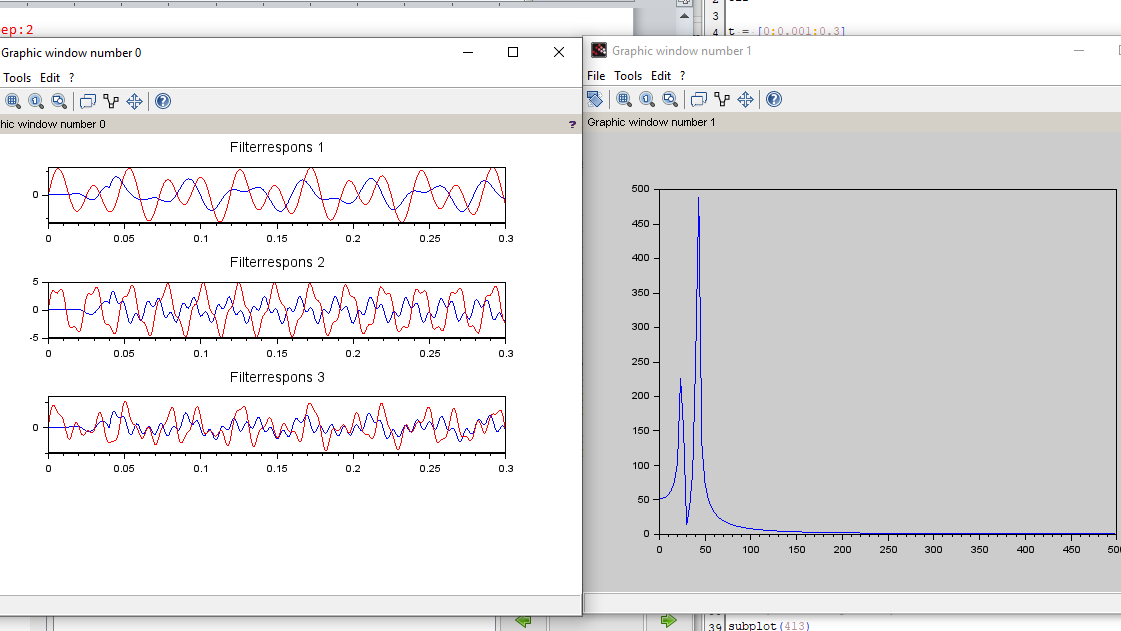 ep:2
3
4 t = [0:0.001:0.3]
Graphic window number 0
Tools Edit ?
hic window number 0 ?
Filterrespons 1
0
0 0.05 0.1 0.15 0.2 0.25 0.3
Filterrespons 2
5
0
-5
0 0.05 0.1 0.15 0.2 0.25 0.3
Filterrespons 3
0
0 0.05 0.1 0.15 0.2 0.25 0.3
Graphic window number 1
File Tools Edit ?
Graphic window number 1
500
450
400
350
300
250
200
150
100
50
0
0 50 100 150 200 250 300 350 400 450 50
39 subplot(413)